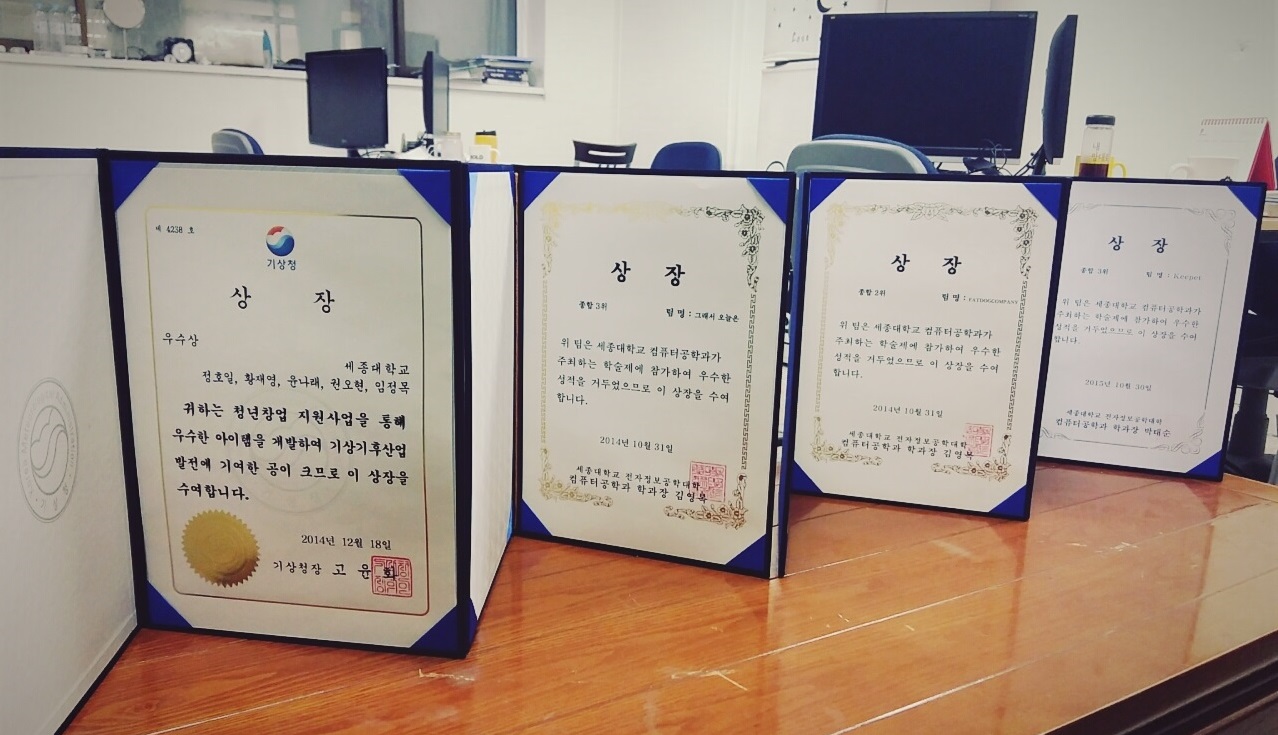 제 4238 호
기상청
상 장
우수상
세종대학교
정호일, 황재영, 윤나래, 권오현, 임정목
귀하는 청년창업 지원사업을 통해
우수한 아이템을 개발하여 기상기후산업
발전에 기여한 공이 크므로 이 상장을
수여합니다.
2014년 12월 18일
기상청장 고 윤 화
상 장
종합 3위 팀 명 : 그래서 오늘은
위 팀은 세종대학교 컴퓨터공학과가
주최하는 학술제에 참가하여 우수한
성적을 거두었으므로 이 상장을 수여
합니다.
2014년 10월 31일
세종대학교 전자정보공학대학
컴퓨터공학과 학과장 김영복
상 장
종합 2위 팀 명 : FATDOGCOMPANY
위 팀은 세종대학교 컴퓨터공학과가
주최하는 학술제에 참가하여 우수한
성적을 거두었으므로 이 상장을 수여
합니다.
2014년 10월 31일
세종대학교 전자정보공학대학
컴퓨터공학과 학과장 김영복
상 장
종합 3위 팀 명 : Keepet
위 팀은 세종대학교 컴퓨터공학과가
주최하는 학술제에 참가하여 우수한
성적을 거두었으므로 이 상장을 수여
합니다.
2015년 10월 30일
세종대학교 전자정보공학대학
컴퓨터공학과 학과장 박태순